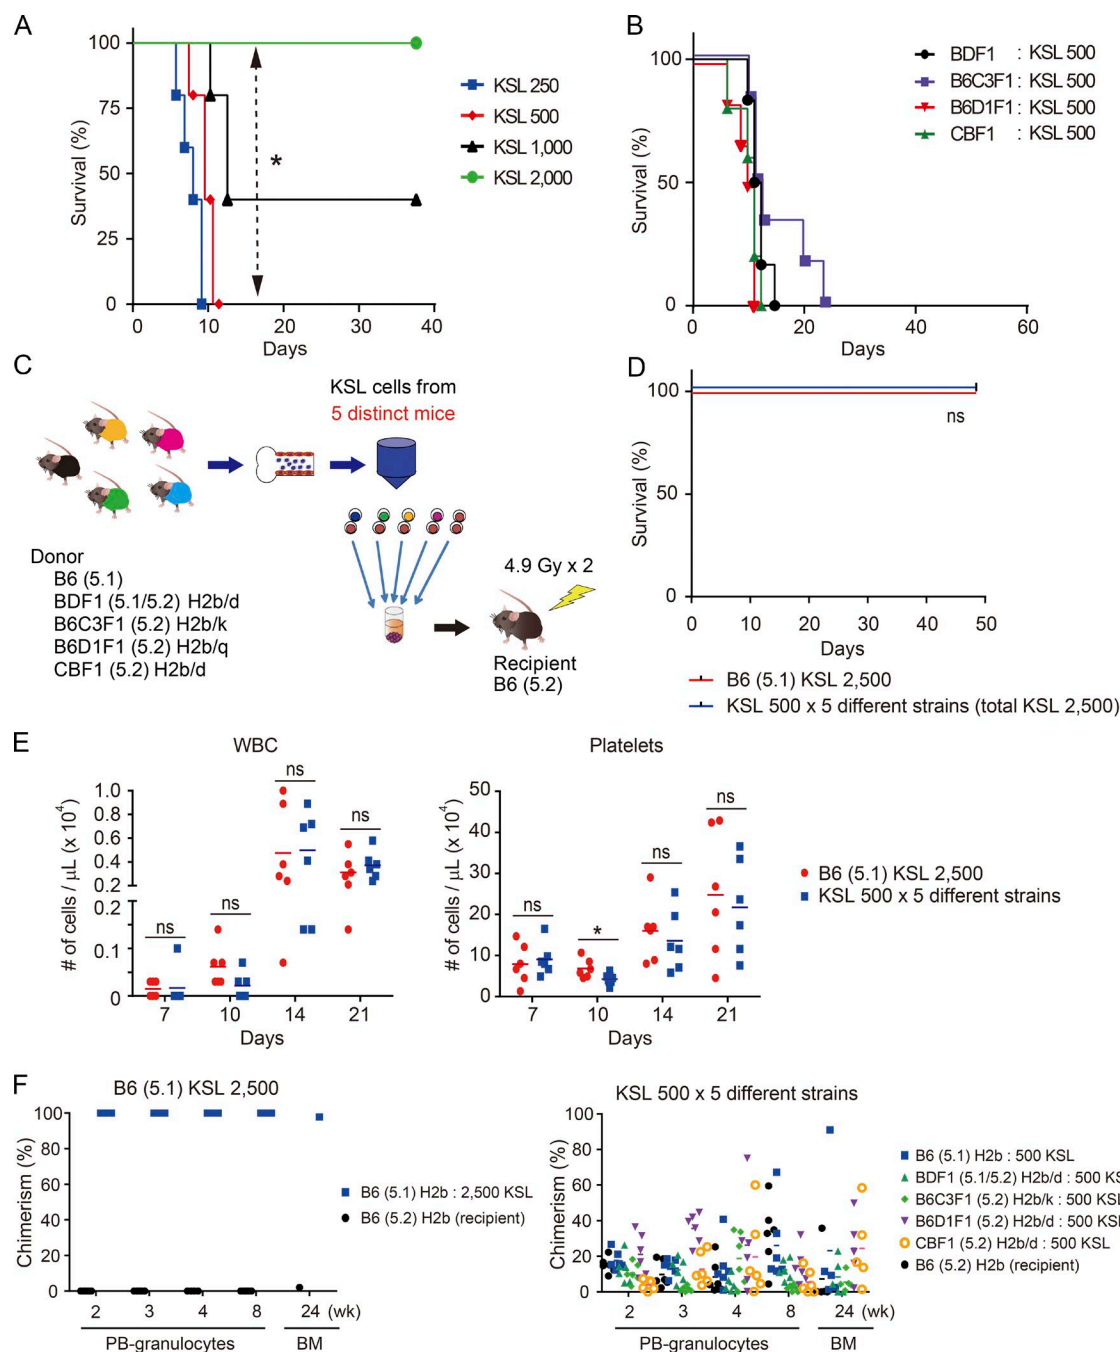 A
100
75
50
25
0
Survival (%)
0 10 20 30 40
Days
*
KSL 250
KSL 500
KSL 1,000
KSL 2,000
B
100
50
0
Survival (%)
0 20 40 60
Days
BDF1 : KSL 500
B6C3F1 : KSL 500
B6D1F1 : KSL 500
CBF1 : KSL 500
C
KSL cells from
5 distinct mice
Donor
B6 (5.1)
BDF1 (5.1/5.2) H2b/d
B6C3F1 (5.2) H2b/k
B6D1F1 (5.2) H2b/q
CBF1 (5.2) H2b/d
4.9 Gy x 2
Recipient
B6 (5.2)
D
100
50
0
Survival (%)
ns
0 10 20 30 40 50
Days
B6 (5.1) KSL 2,500
KSL 500 x 5 different strains (total KSL 2,500)
E
WBC
# of cells / μL (x 10⁴)
1.0
0.8
0.6
0.4
0.2
0.1
0
ns
ns
ns
ns
7 10 14 21
Days
Platelets
# of cells / μL (x 10⁴)
50
40
30
20
10
0
ns
*
ns
ns
7 10 14 21
Days
B6 (5.1) KSL 2,500
KSL 500 x 5 different strains
F
B6 (5.1) KSL 2,500
Chimerism (%)
100
80
60
40
20
0
2 3 4 8 24 (wk)
PB-granulocytes BM
B6 (5.1) H2b : 2,500 KSL
B6 (5.2) H2b (recipient)
KSL 500 x 5 different strains
Chimerism (%)
100
80
60
40
20
0
2 3 4 8 24 (wk)
PB-granulocytes BM
B6 (5.1) H2b : 500 KSL
BDF1 (5.1/5.2) H2b/d : 500 KSL
B6C3F1 (5.2) H2b/k : 500 KSL
B6D1F1 (5.2) H2b/d : 500 KSL
CBF1 (5.2) H2b/d : 500 KSL
B6 (5.2) H2b (recipient)